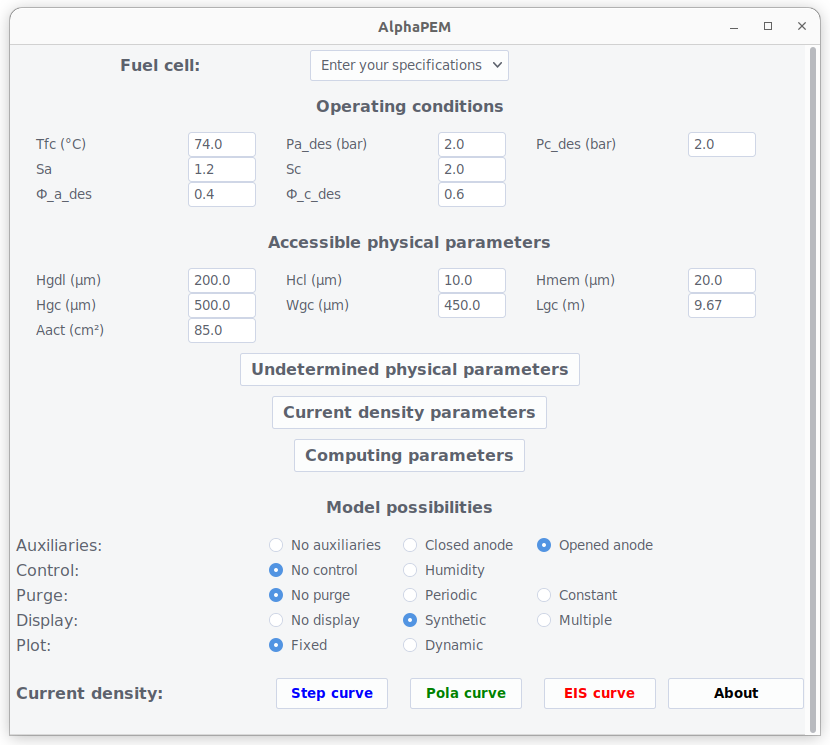 AlphaPEM
Fuel cell: Enter your specifications
Operating conditions
Tfc (°C) 74.0 Pa_des (bar) 2.0 Pc_des (bar) 2.0
Sa 1.2 Sc 2.0
Φ_a_des 0.4 Φ_c_des 0.6
Accessible physical parameters
Hgdl (µm) 200.0 Hcl (µm) 10.0 Hmem (µm) 20.0
Hgc (µm) 500.0 Wgc (µm) 450.0 Lgc (m) 9.67
Aact (cm²) 85.0
Undetermined physical parameters
Current density parameters
Computing parameters
Model possibilities
Auxiliaries: No auxiliaries Closed anode Opened anode
Control: No control Humidity
Purge: No purge Periodic Constant
Display: No display Synthetic Multiple
Plot: Fixed Dynamic
Current density: Step curve Pola curve EIS curve About